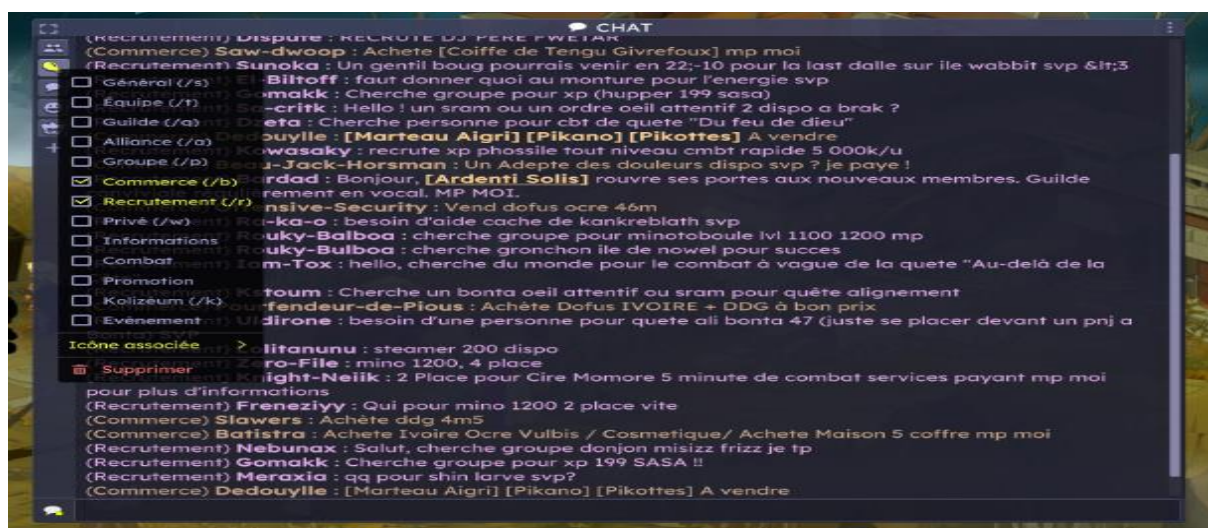 CHAT
(Recrutement) Dispute : RECRUTE DJ PERE FWETAR
(Commerce) Saw-dwoop : Achete [Coiffe de Tengu Givrefoux] mp moi
(Recrutement) Sunoka : Un gentil boug pourrais venir en 22;-10 pour la last dalle sur ile wabbit svp &lt;3
Général (/s)
-Biltoff : faut donner quoi au monture pour l'energie svp
makk : Cherche groupe pour xp (hupper 199 sasa)
Équipe (/t)
-critk : Hello ! un sram ou un ordre oeil attentif 2 dispo a brak ?
Guilde (/g)
eta : Cherche personne pour cbt de quete "Du feu de dieu"
Alliance (/a)
Dedouylle : [Marteau Aigri] [Pikano] [Pikottes] A vendre
Kowasaky : recrute xp phossile tout niveau cmbt rapide 5 000k/u
Groupe (/p)
-Jack-Horsman : Un Adepte des douleurs dispo svp ? je paye !
Commerce (/b)
dad : Bonjour, [Ardenti Solis] rouvre ses portes aux nouveaux membres. Guilde
Recrutement (/r)
rement en vocal. MP MOI.
nsive-Security : Vend dofus ocre 46m
Privé (/w)
-ka-o : besoin d'aide cache de kankreblath svp
Informations
uky-Balboa : cherche groupe pour minotoboule lvl 1100 1200 mp
uky-Bulboa : cherche gronchon ile de nowel pour succes
Combat
m-Tox : hello, cherche du monde pour le combat à vague de la quete "Au-delà de la
Promotion
Katoum : Cherche un bonta oeil attentif ou sram pour quête alignement
Kolizéum (/k)
fendeur-de-Pious : Achète Dofus IVOIRE + DDG à bon prix
Evènement
dirone : besoin d'une personne pour quete ali bonta 47 (juste se placer devant un pnj a
Icône associée >
olitanunu : steamer 200 dispo
ro-File : mino 1200, 4 place
Supprimer
Knight-Neiik : 2 Place pour Cire Momore 5 minute de combat services payant mp moi
pour plus d'informations
(Recrutement) Freneziyy : Qui pour mino 1200 2 place vite
(Commerce) Slawers : Achète ddg 4m5
(Commerce) Batistra : Achete Ivoire Ocre Vulbis / Cosmetique/ Achete Maison 5 coffre mp moi
(Recrutement) Nebunax : Salut, cherche groupe donjon misizz frizz je tp
(Recrutement) Gomakk : Cherche groupe pour xp 199 SASA !!
(Recrutement) Meraxia : qq pour shin larve svp?
(Commerce) Dedouylle : [Marteau Aigri] [Pikano] [Pikottes] A vendre